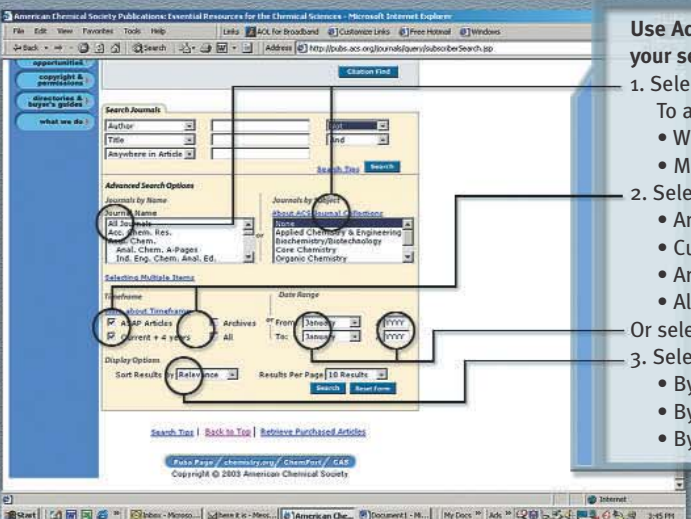 American Chemical Society Publications: Essential Resources for the Chemical Sciences - Microsoft Internet Explorer
File Edit View Favorites Tools Help Links AOL for Broadband Customize Links Free Hotmail Windows
Back Search Address http://pubs.acs.org/journals/query/subscriberSearch.jsp
copyright & permissions
directories & buyer's guides
what we do
Citation Find
Search Journals
Author
Title And
Anywhere in Article
Search Tips Search
Advanced Search Options
Journals by Name Journals by Subject
Journal Name About ACS Journal Collections
All Journals None
Acc. Chem. Res. or Applied Chemistry & Engineering
Chem. Biochemistry/Biotechnology
Anal. Chem. A-Pages Core Chemistry
Ind. Eng. Chem. Anal. Ed. Organic Chemistry
Selecting Multiple Items
Timeframe Date Range
about Timeframe
ASAP Articles Archives or From: January YYYY
Current + 4 years All To: January YYYY
Display Options
Sort Results by Relevance Results Per Page 10 Results
Search Reset Form
Search Tips | Back to Top | Retrieve Purchased Articles
Pubs Page / chemistry.org / ChemPort / CAS
Copyright © 2003 American Chemical Society
Internet
Start Inbox - Microso... American Che... Document1 - M... My Docs Ads 3:45 PM
Use Ad
your se
1. Sele
To a
• W
• M
2. Sele
• Ar
• Cu
• Ar
• Al
Or sele
3. Sele
• By
• By
• By